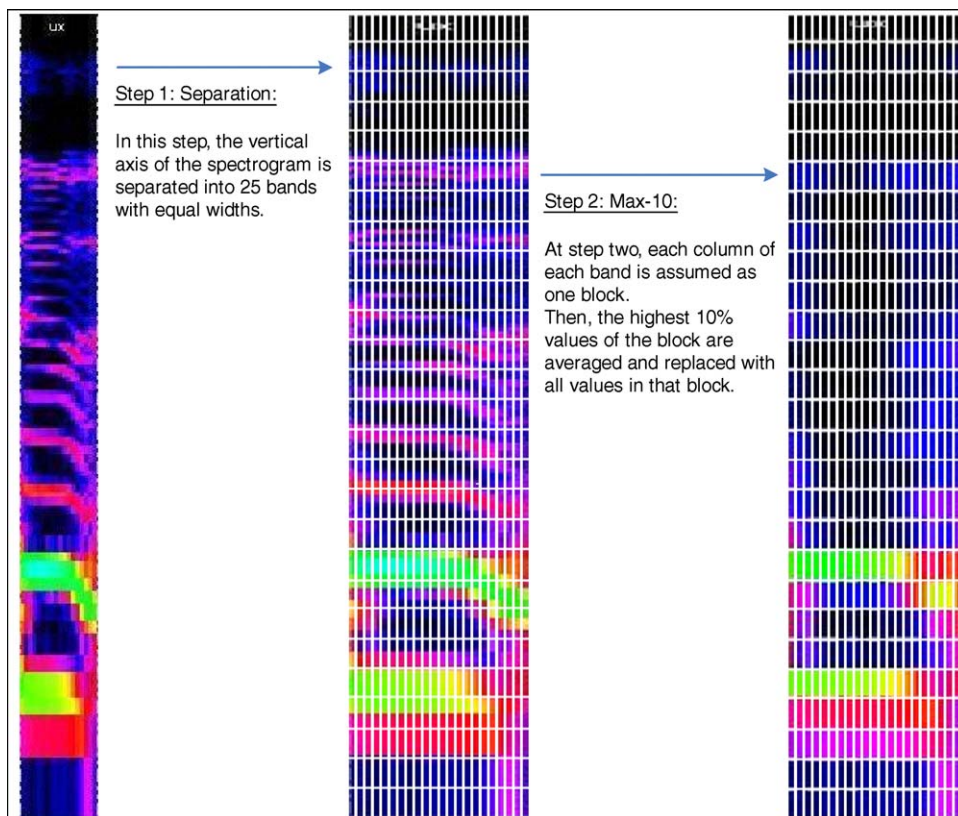 ux
Step 1: Separation:
In this step, the vertical
axis of the spectrogram is
separated into 25 bands
with equal widths.
Step 2: Max-10:
At step two, each column of
each band is assumed as
one block.
Then, the highest 10%
values of the block are
averaged and replaced with
all values in that block.